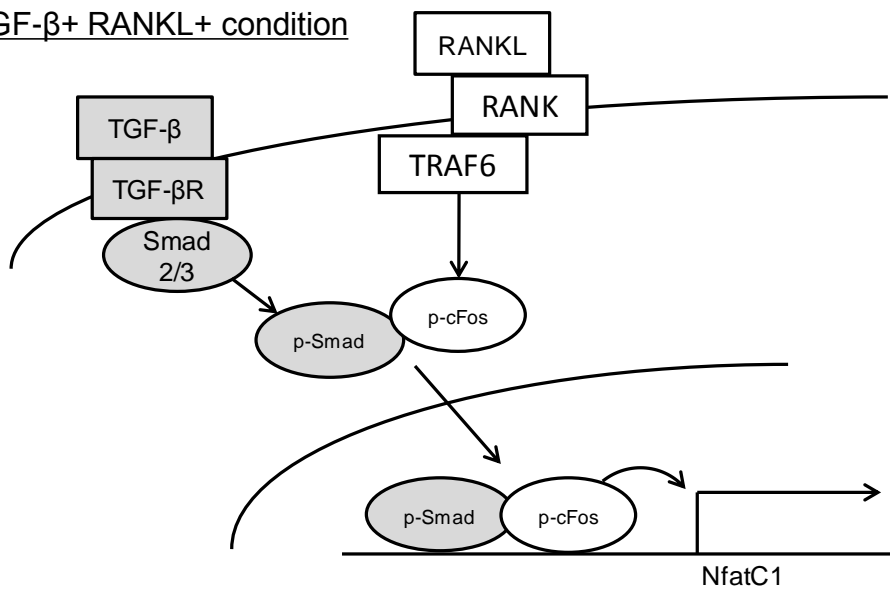 GF-β+ RANKL+ condition
RANKL
RANK
TRAF6
TGF-β
TGF-βR
Smad
2/3
p-Smad
p-cFos
p-Smad
p-cFos
NfatC1